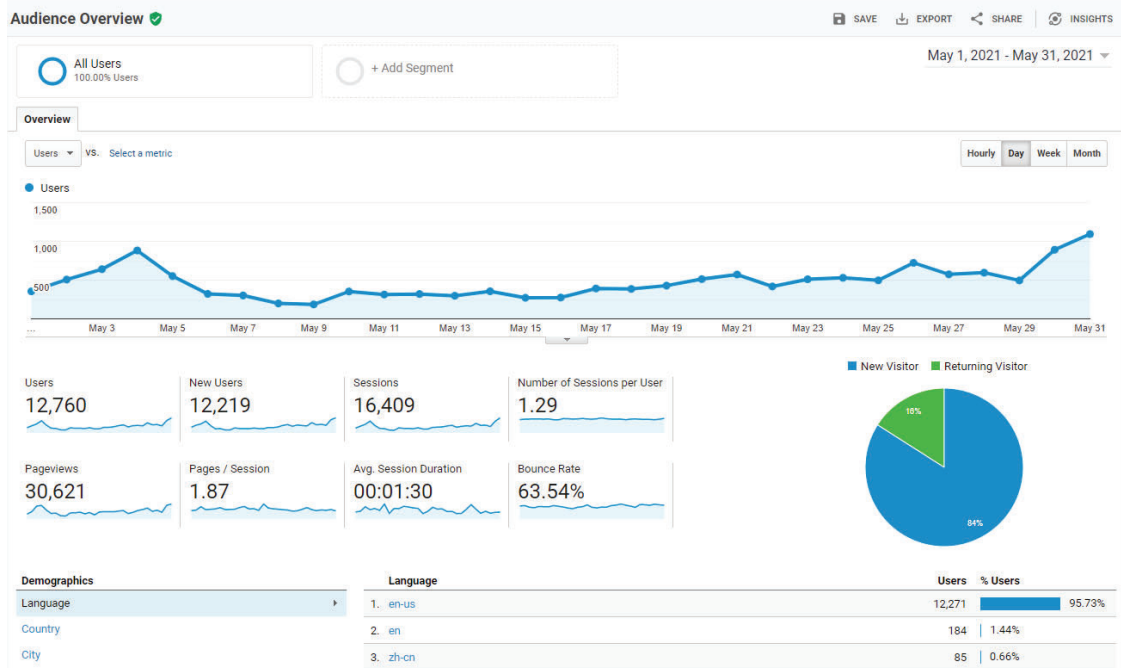 Audience Overview
SAVE EXPORT SHARE INSIGHTS
All Users
100.00% Users
+ Add Segment
May 1, 2021 - May 31, 2021
Overview
Users VS. Select a metric
Hourly Day Week Month
Users
1,500
1,000
500
... May 3 May 5 May 7 May 9 May 11 May 13 May 15 May 17 May 19 May 21 May 23 May 25 May 27 May 29 May 31
New Visitor Returning Visitor
Users New Users Sessions Number of Sessions per User
12,760 12,219 16,409 1.29
Pageviews Pages / Session Avg. Session Duration Bounce Rate
30,621 1.87 00:01:30 63.54%
16%
84%
Demographics Language Users % Users
Language 1. en-us 12,271 95.73%
Country 2. en 184 1.44%
City 3. zh-cn 85 0.66%